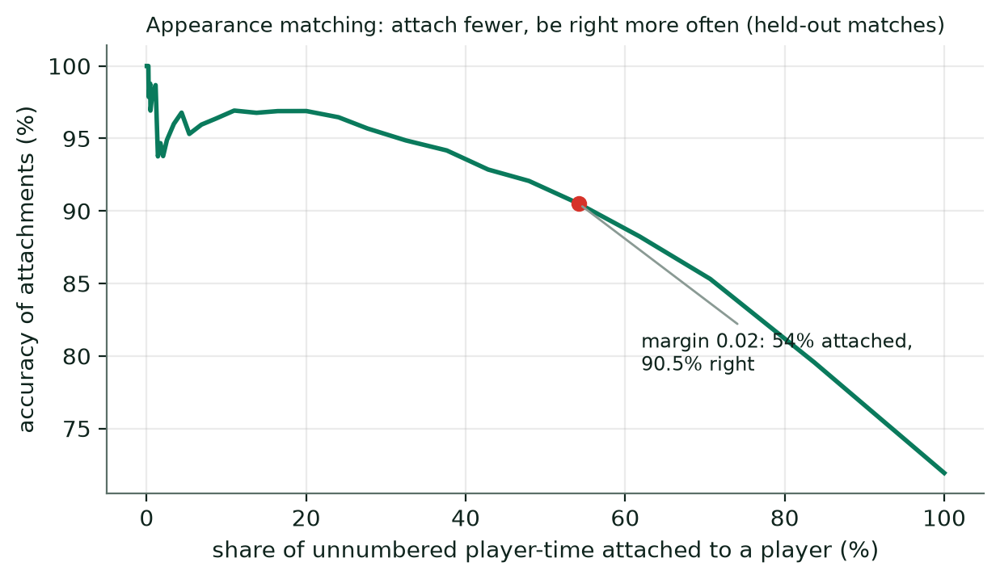 Appearance matching: attach fewer, be right more often (held-out matches)
accuracy of attachments (%)
100
95
90
85
80
75
margin 0.02: 54% attached,
90.5% right
0 20 40 60 80 100
share of unnumbered player-time attached to a player (%)